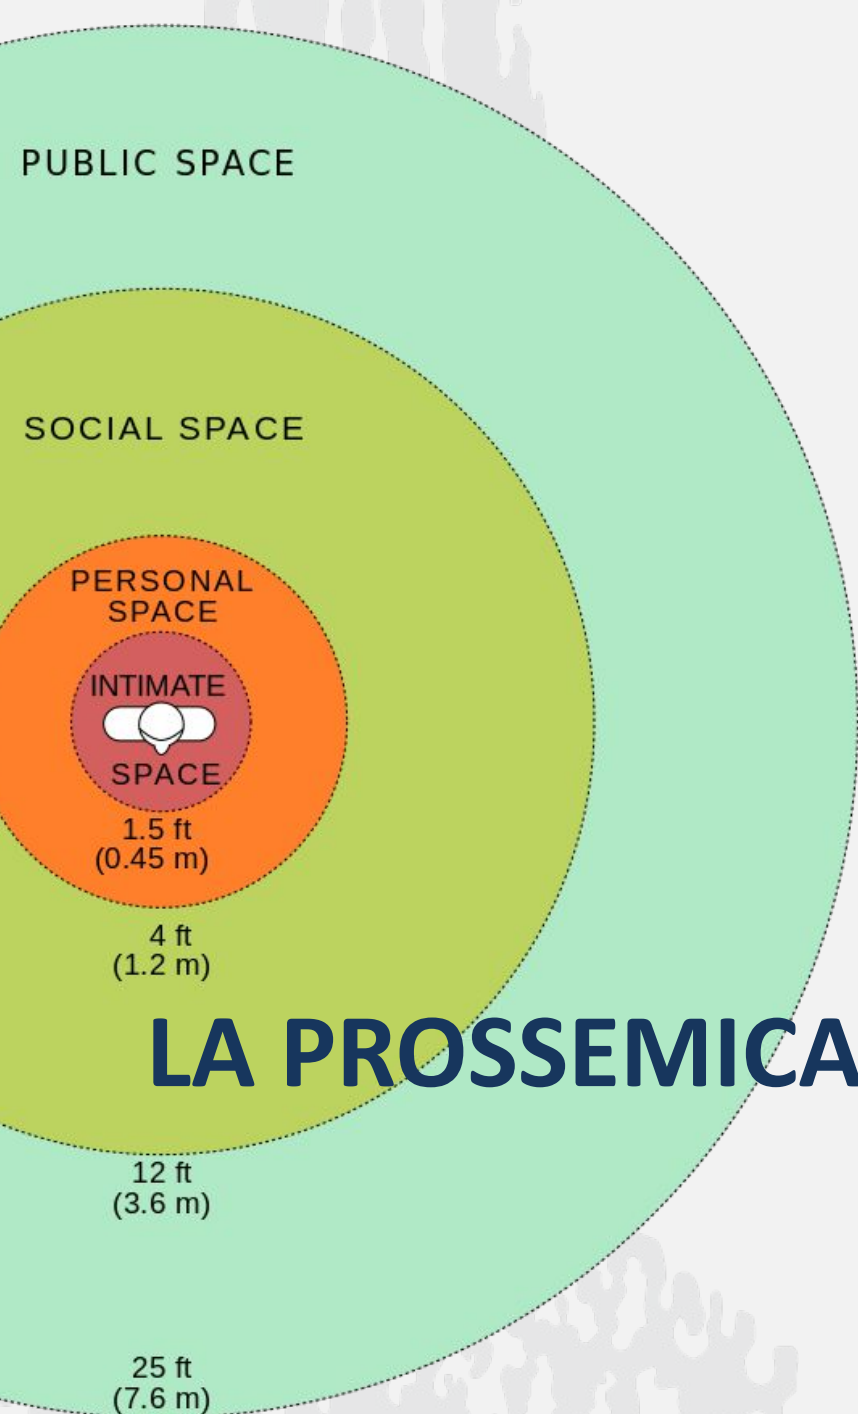 PUBLIC SPACE
SOCIAL SPACE
PERSONAL
SPACE
INTIMATE
SPACE
1.5 ft
(0.45 m)
4 ft
(1.2 m)
LA PROSSEMICA
12 ft
(3.6 m)
25 ft
(7.6 m)